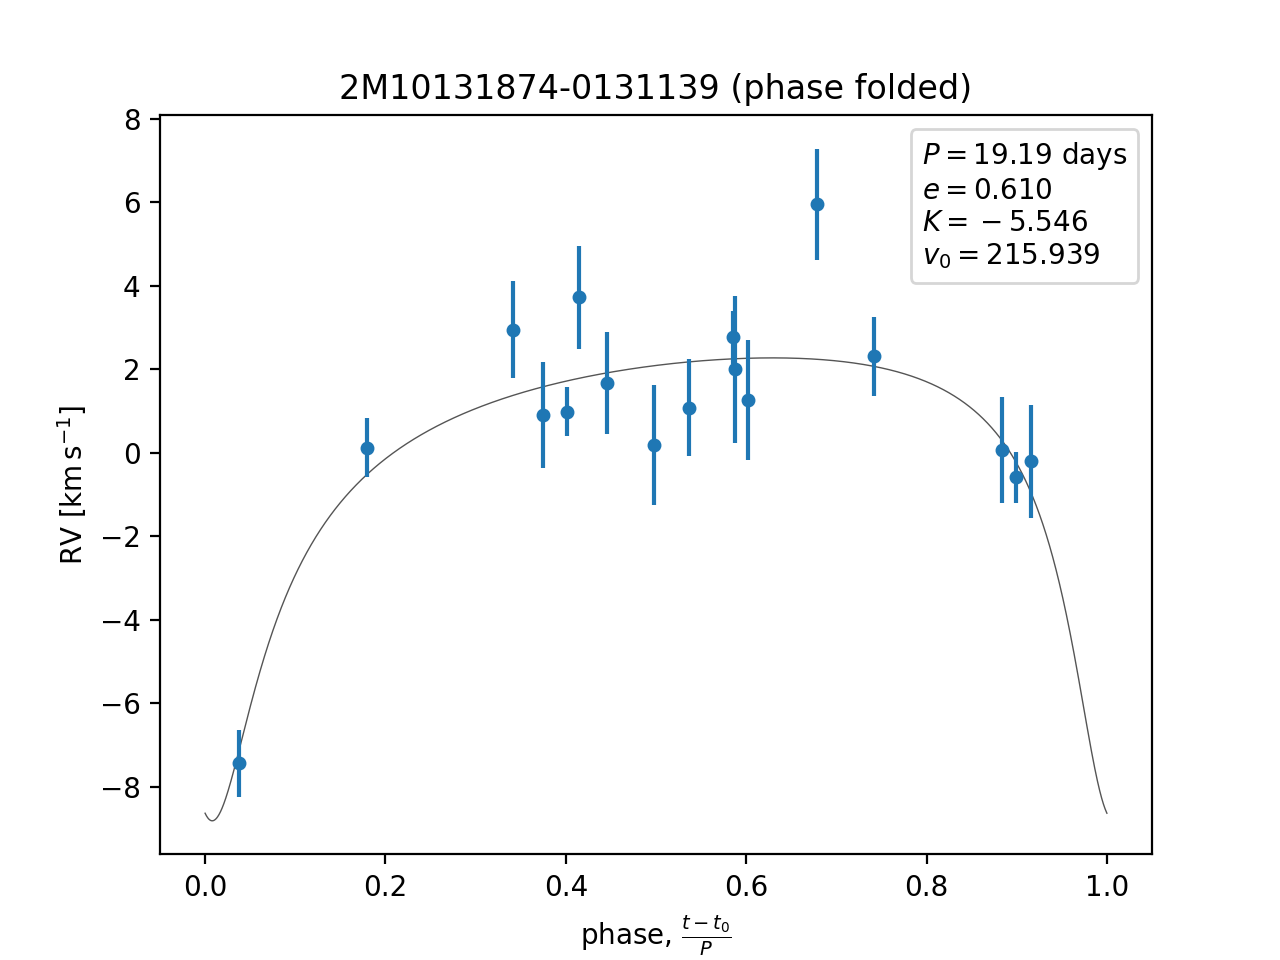 2M10131874-0131139 (phase folded)
P = 19.19 days
e = 0.610
K = −5.546
v₀ = 215.939
8
6
4
2
0
−2
−4
−6
−8
RV [km s⁻¹]
0.0 0.2 0.4 0.6 0.8 1.0
phase, (t − t₀)/P